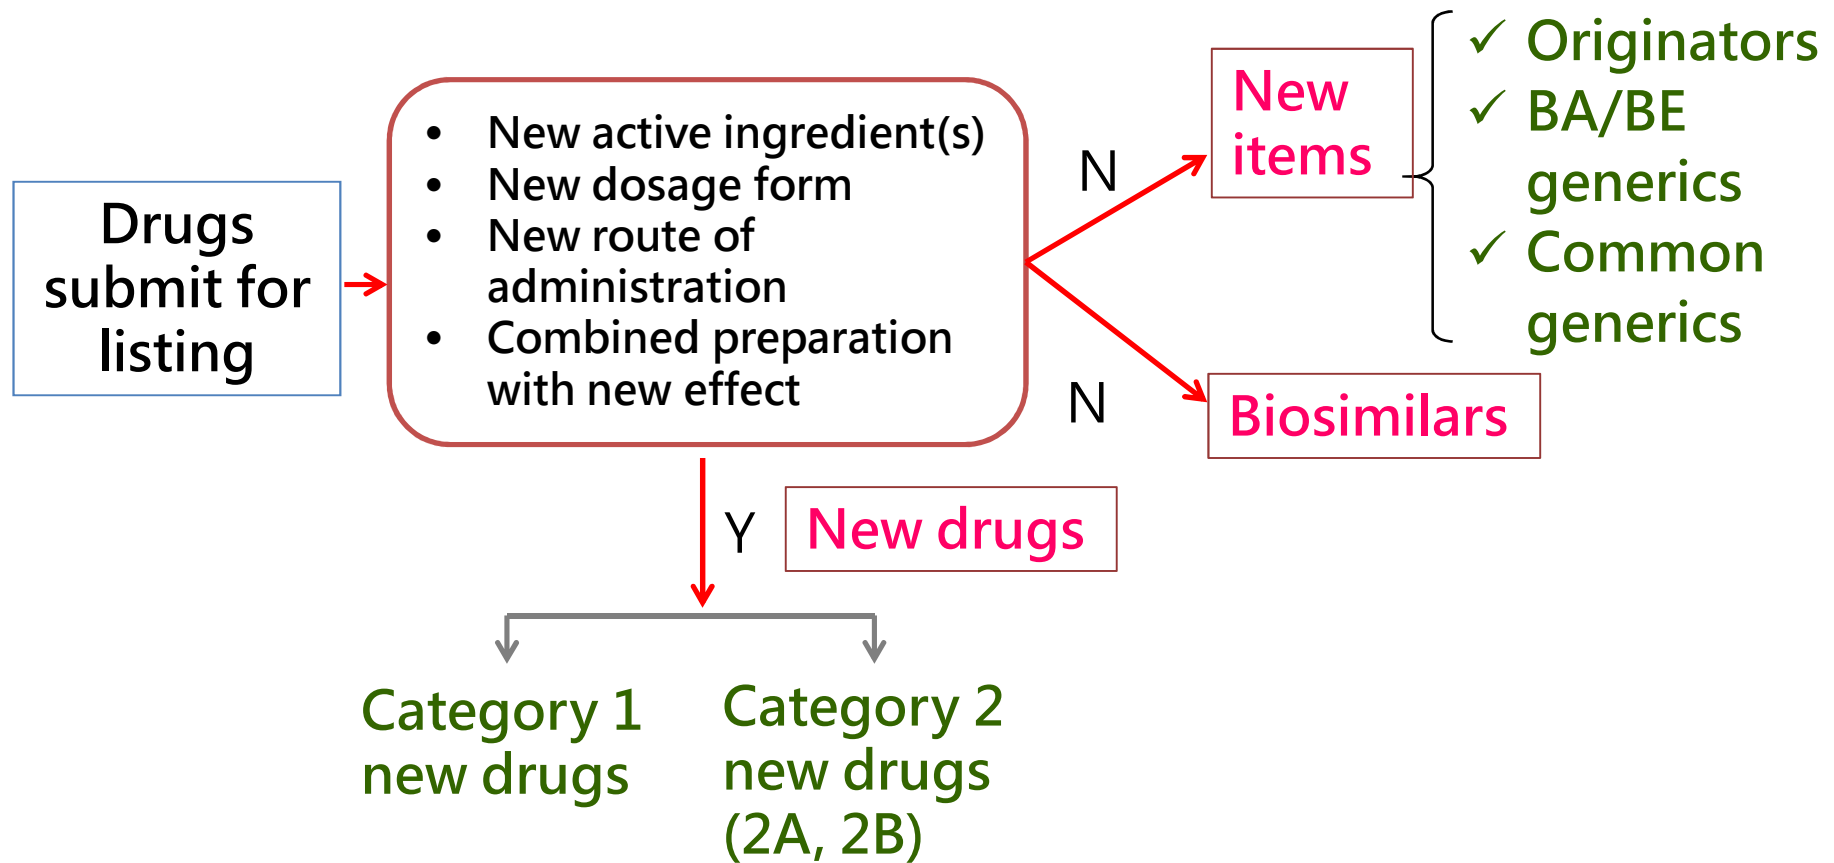 Drugs
submit for
listing
• New active ingredient(s)
• New dosage form
• New route of
administration
• Combined preparation
with new effect
N
New
items
✓ Originators
✓ BA/BE
generics
✓ Common
generics
N
Biosimilars
Y
New drugs
Category 1
new drugs
Category 2
new drugs
(2A, 2B)